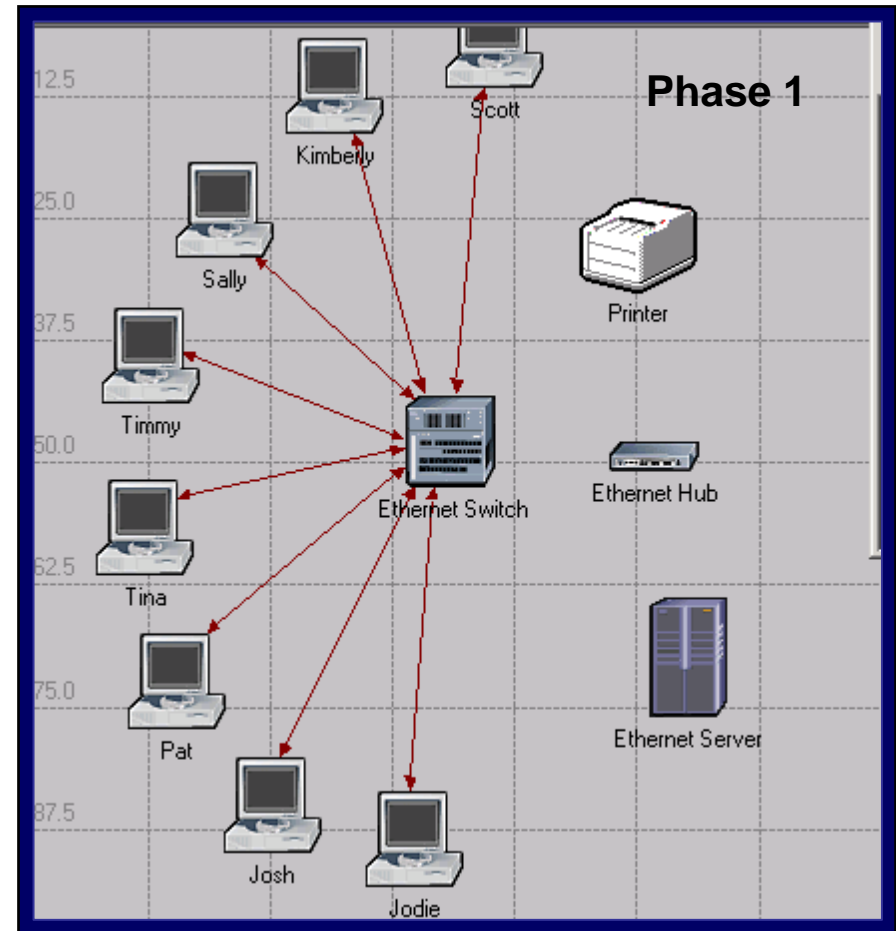 Phase 1
12.5
Scott
Kimberly
25.0
Sally
Printer
37.5
Timmy
50.0
Ethernet Hub
Ethernet Switch
62.5
Tina
75.0
Pat
Ethernet Server
87.5
Josh
Jodie